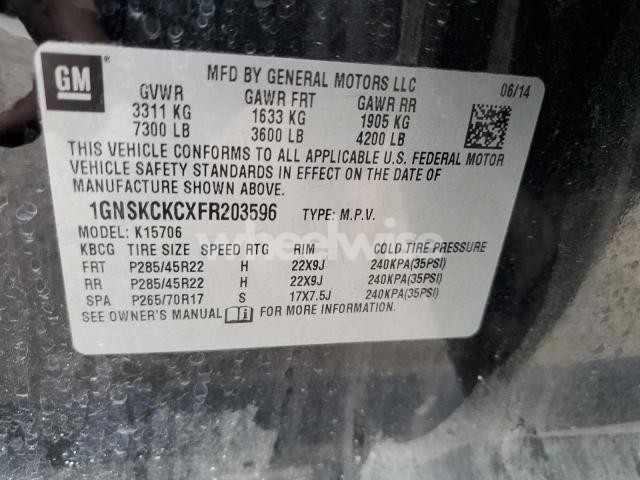 GM ®
MFD BY GENERAL MOTORS LLC 06/14
GVWR GAWR FRT GAWR RR
3311 KG 1633 KG 1905 KG
7300 LB 3600 LB 4200 LB
THIS VEHICLE CONFORMS TO ALL APPLICABLE U.S. FEDERAL MOTOR
VEHICLE SAFETY STANDARDS IN EFFECT ON THE DATE OF
MANUFACTURE SHOWN ABOVE.
1GNSKCKCXFR203596 TYPE: M.P.V.
MODEL: K15706
KBCG TIRE SIZE SPEED RTG RIM COLD TIRE PRESSURE
FRT P285/45R22 H 22X9J 240KPA(35PSI)
RR P285/45R22 H 22X9J 240KPA(35PSI)
SPA P265/70R17 S 17X7.5J 240KPA(35PSI)
SEE OWNER'S MANUAL FOR MORE INFORMATION.
wheelwise